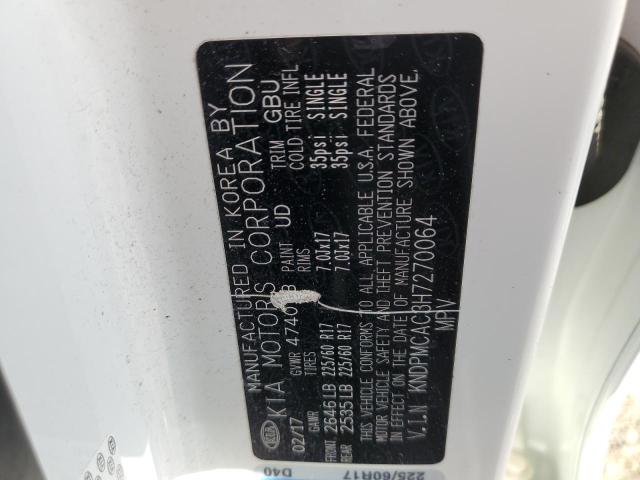 MANUFACTURED IN KOREA BY
KIA MOTORS CORPORATION
02/17 GVWR 4740LB PAINT UD TRIM GBU
GAWR TIRES RIMS COLD TIRE INFL
FRONT 2646LB 225/60 R17 7.0Jx17 35psi SINGLE
REAR 2535LB 225/60 R17 7.0Jx17 35psi SINGLE
THIS VEHICLE CONFORMS TO ALL APPLICABLE U.S.A. FEDERAL
MOTOR VEHICLE SAFETY AND THEFT PREVENTION STANDARDS
IN EFFECT ON THE DATE OF MANUFACTURE SHOWN ABOVE.
V.I.N KNDPMCAC3H7270064
MPV
D40
225/60R17